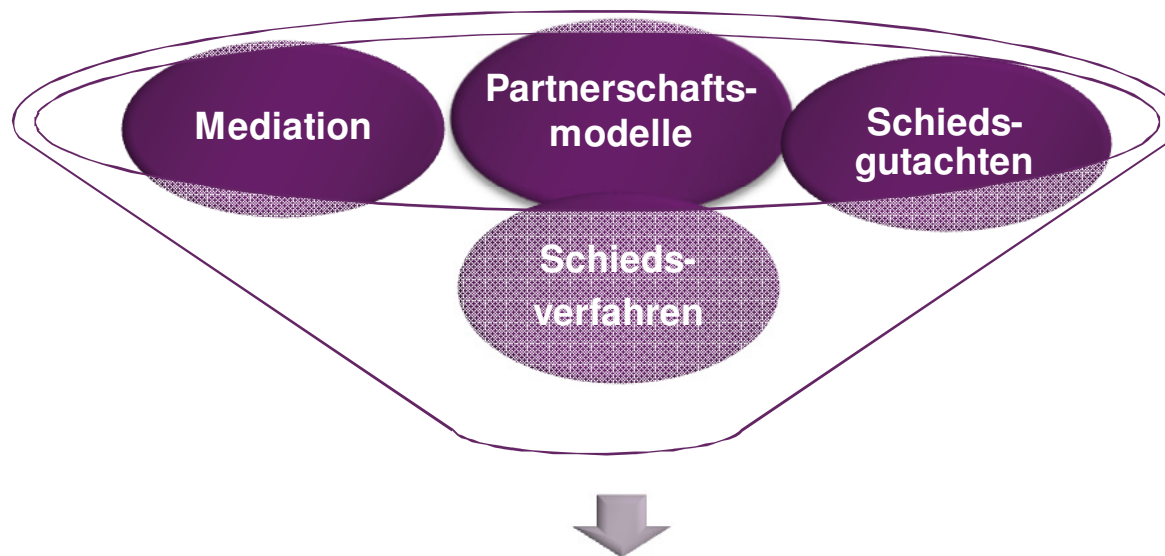 Mediation
Partnerschafts-
modelle
Schieds-
gutachten
Schieds-
verfahren